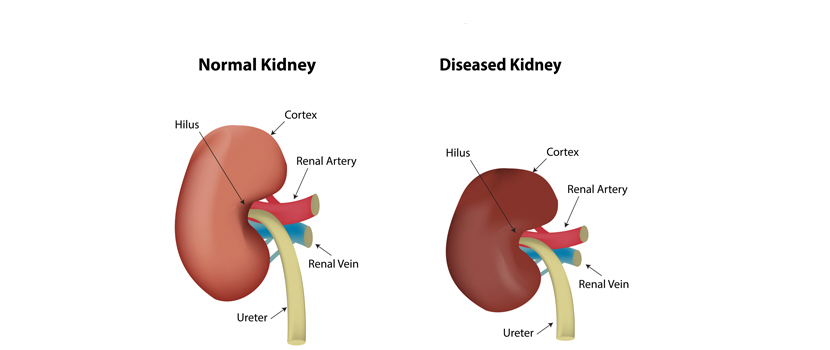 Normal Kidney
Hilus
Cortex
Renal Artery
Renal Vein
Ureter
Diseased Kidney
Hilus
Cortex
Renal Artery
Renal Vein
Ureter